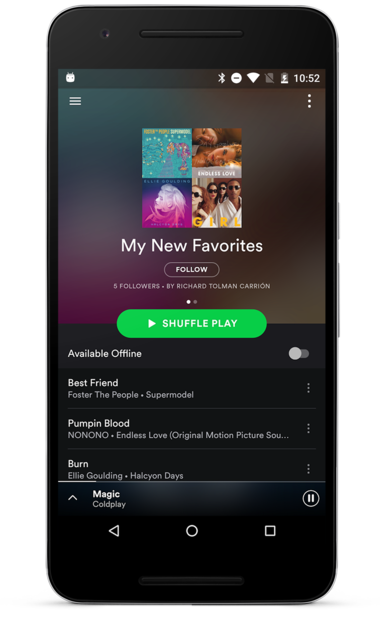 10:52
FOSTER THE PEOPLE SUPERMODEL
ENDLESS LOVE
ELLIE GOULDING
GIRL
My New Favorites
FOLLOW
5 FOLLOWERS • BY RICHARD TOLMAN CARRIÓN
SHUFFLE PLAY
Available Offline
Best Friend
Foster The People • Supermodel
Pumpin Blood
NONONO • Endless Love (Original Motion Picture Sou...
Burn
Ellie Goulding • Halcyon Days
Magic
Coldplay